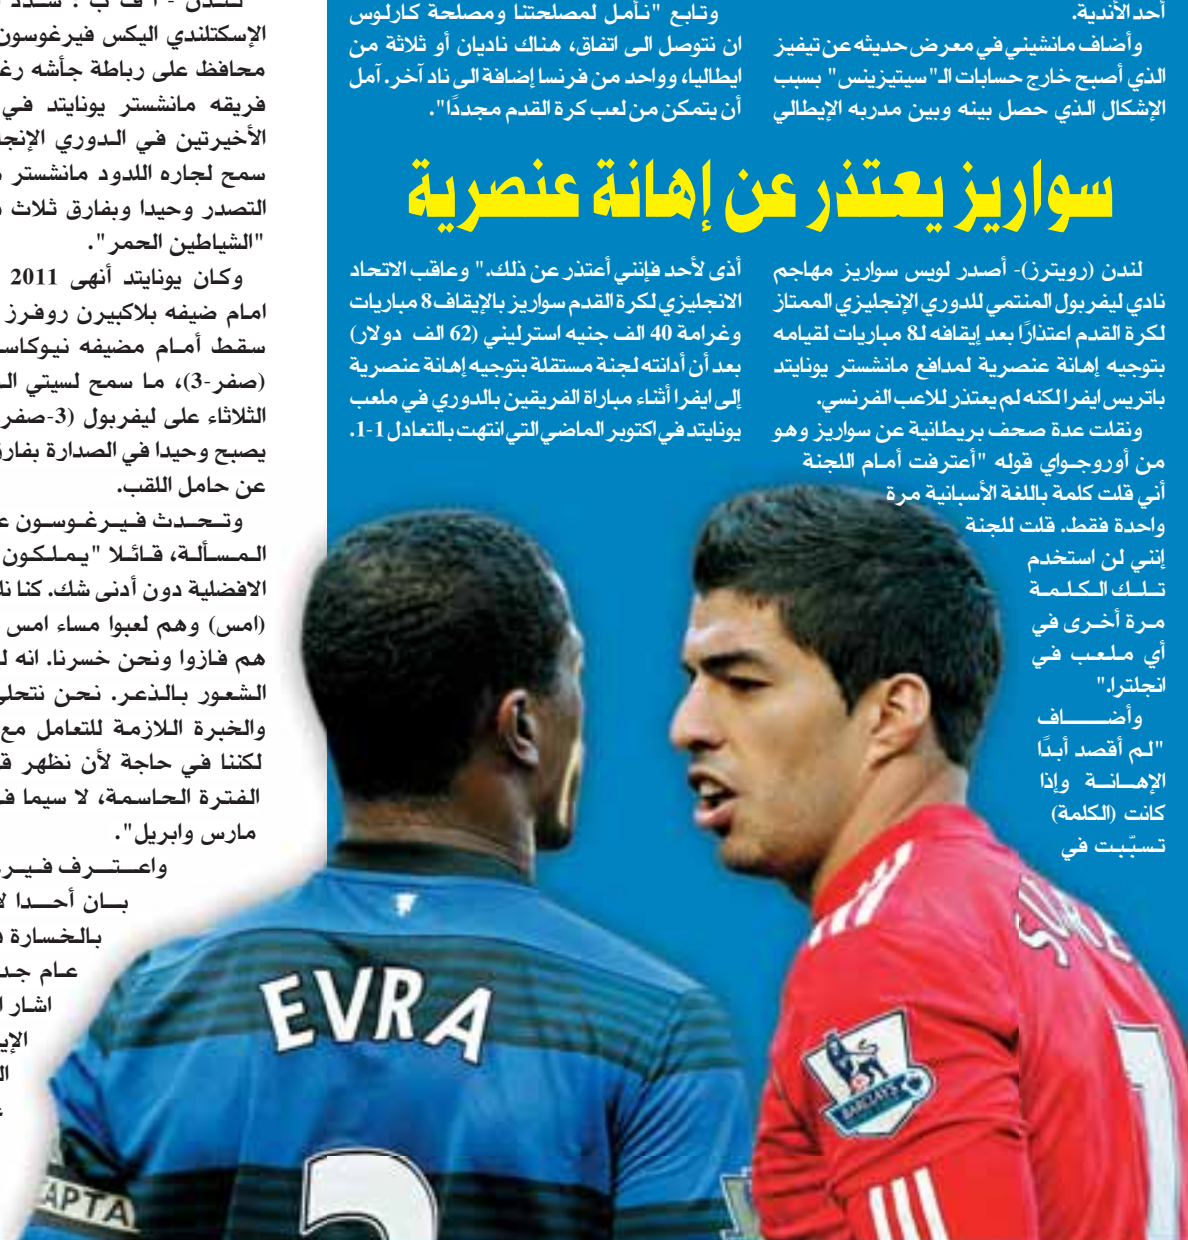 أحد الأندية.
وأضاف مانشيني في معرض حديثه عن تيفيز
الذي أصبح خارج حسابات الـ"سيتيزينس" بسبب
الإشكال الذي حصل بينه وبين مدربه الإيطالي
وتابع "نأمل لمصلحتنا ومصلحة كارلوس
ان نتوصل الى اتفاق، هناك ناديان أو ثلاثة من
ايطاليا، وواحد من فرنسا إضافة الى ناد آخر. آمل
أن يتمكن من لعب كرة القدم مجددًا".
سواريز يعتذر عن إهانة عنصرية
لندن (رويترز)- أصدر لويس سواريز مهاجم
نادي ليفربول المنتمي للدوري الإنجليزي الممتاز
لكرة القدم اعتذارًا بعد إيقافه لـ8 مباريات لقيامه
بتوجيه إهانة عنصرية لمدافع مانشستر يونايتد
باتريس ايفرا لكنه لم يعتذر للاعب الفرنسي.
ونقلت عدة صحف بريطانية عن سواريز وهو
من أوروجواي قوله "أعترفت أمام اللجنة
أني قلت كلمة باللغة الأسبانية مرة
واحدة فقط. قلت للجنة
إنني لن استخدم
تلك الكلمة
مرة أخرى في
أي ملعب في
انجلترا."
وأضاف
"لم أقصد أبدًا
الإهانة وإذا
كانت (الكلمة)
تسبّبت في
أذى لأحد فإنني أعتذر عن ذلك." وعاقب الاتحاد
الانجليزي لكرة القدم سواريز بالإيقاف 8 مباريات
وغرامة 40 الف جنيه استرليني (62 الف دولار)
بعد أن أدانته لجنة مستقلة بتوجيه إهانة عنصرية
إلى ايفرا أثناء مباراة الفريقين بالدوري في ملعب
يونايتد في اكتوبر الماضي التي انتهت بالتعادل 1-1.
لندن - أ ف ب : شدد
الإسكتلندي اليكس فيرغوسون
محافظ على رباطة جأشه
فريقه مانشستر يونايتد في
الأخيرتين في الدوري
سمح لجاره اللدود مانشستر
التصدر وحيدا وبفارق ثلاث
"الشياطين الحمر".
وكان يونايتد أنهى 2011
امام ضيفه بلاكبيرن روفرز
سقط أمام مضيفه
(صفر-3)، ما سمح لسيتي
الثلاثاء على ليفربول (3-صفر
يصبح وحيدا في الصدارة
عن حامل اللقب.
وتحدث فيرغوسون
المسألة، قائلا "يملكون
الافضلية دون أدنى شك. كنا
(امس) وهم لعبوا مساء امس
هم فازوا ونحن خسرنا. انه
الشعور بالذعر. نحن
والخبرة اللازمة للتعامل مع
لكننا في حاجة لأن نظهر
الفترة الحاسمة، لا سيما
مارس وابريل".
واعترف
بان أحدا
بالخسارة
عام
اشار
EVRA
BARCLAYS